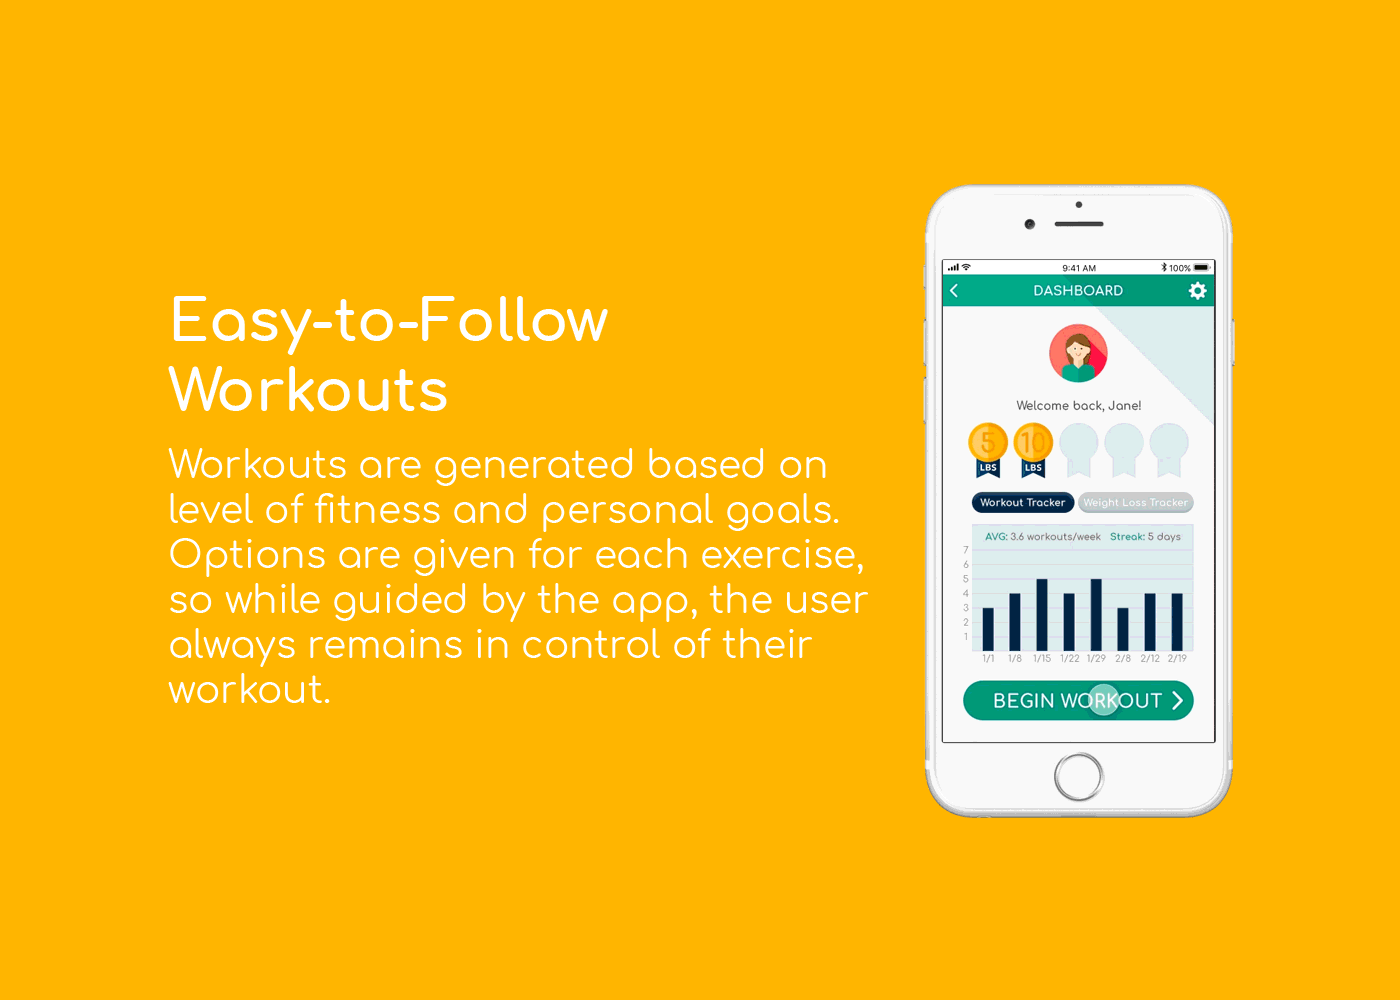 Easy-to-Follow
Workouts
Workouts are generated based on
level of fitness and personal goals.
Options are given for each exercise,
so while guided by the app, the user
always remains in control of their
workout.
9:41 AM
100%
DASHBOARD
Welcome back, Jane!
5 10
LBS LBS
Workout Tracker Weight Loss Tracker
AVG: 3.6 workouts/week Streak: 5 days
7
6
5
4
3
2
1
1/1 1/8 1/15 1/22 1/29 2/8 2/12 2/19
BEGIN WORKOUT